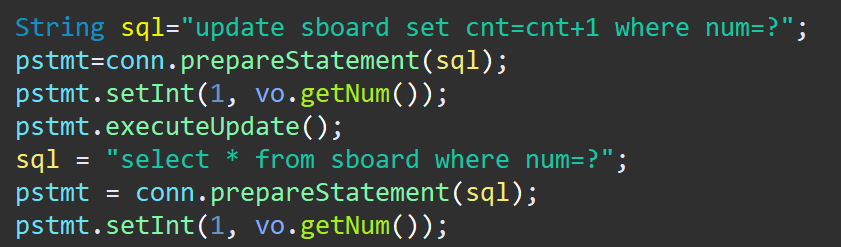 String sql="update sboard set cnt=cnt+1 where num=?";
pstmt=conn.prepareStatement(sql);
pstmt.setInt(1, vo.getNum());
pstmt.executeUpdate();
sql = "select * from sboard where num=?";
pstmt = conn.prepareStatement(sql);
pstmt.setInt(1, vo.getNum());